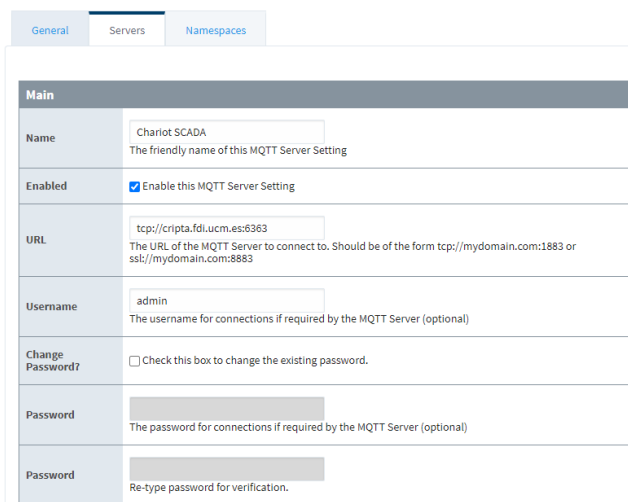 General Servers Namespaces
Main
Name
Chariot SCADA
The friendly name of this MQTT Server Setting
Enabled
Enable this MQTT Server Setting
URL
tcp://cripta.fdi.ucm.es:6363
The URL of the MQTT Server to connect to. Should be of the form tcp://mydomain.com:1883 or
ssl://mydomain.com:8883
Username
admin
The username for connections if required by the MQTT Server (optional)
Change
Password?
Check this box to change the existing password.
Password
The password for connections if required by the MQTT Server (optional)
Password
Re-type password for verification.